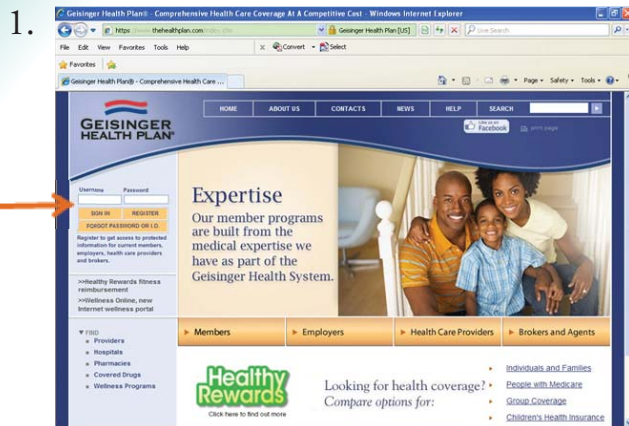 1.
Geisinger Health Plan® - Comprehensive Health Care Coverage At A Competitive Cost - Windows Internet Explorer
https://www.thehealthplan.com/index.cfm
Geisinger Health Plan [US]
Live Search
File Edit View Favorites Tools Help
x Convert Select
Favorites
Geisinger Health Plan® - Comprehensive Health Care ...
Page Safety Tools
HOME ABOUT US CONTACTS NEWS HELP SEARCH
GEISINGER
HEALTH PLAN®
Facebook
print page
Username Password
SIGN IN REGISTER
FORGOT PASSWORD OR I.D.
Register to get access to protected
information for current members,
employers, health care providers
and brokers.
>>Healthy Rewards fitness
reimbursement
>>Wellness Online, new
Internet wellness portal
Expertise
Our member programs
are built from the
medical expertise we
have as part of the
Geisinger Health System.
Members Employers Health Care Providers Brokers and Agents
FIND
Providers
Hospitals
Pharmacies
Covered Drugs
Wellness Programs
Healthy
Rewards
Click here to find out more
Looking for health coverage?
Compare options for:
Individuals and Families
People with Medicare
Group Coverage
Children's Health Insurance